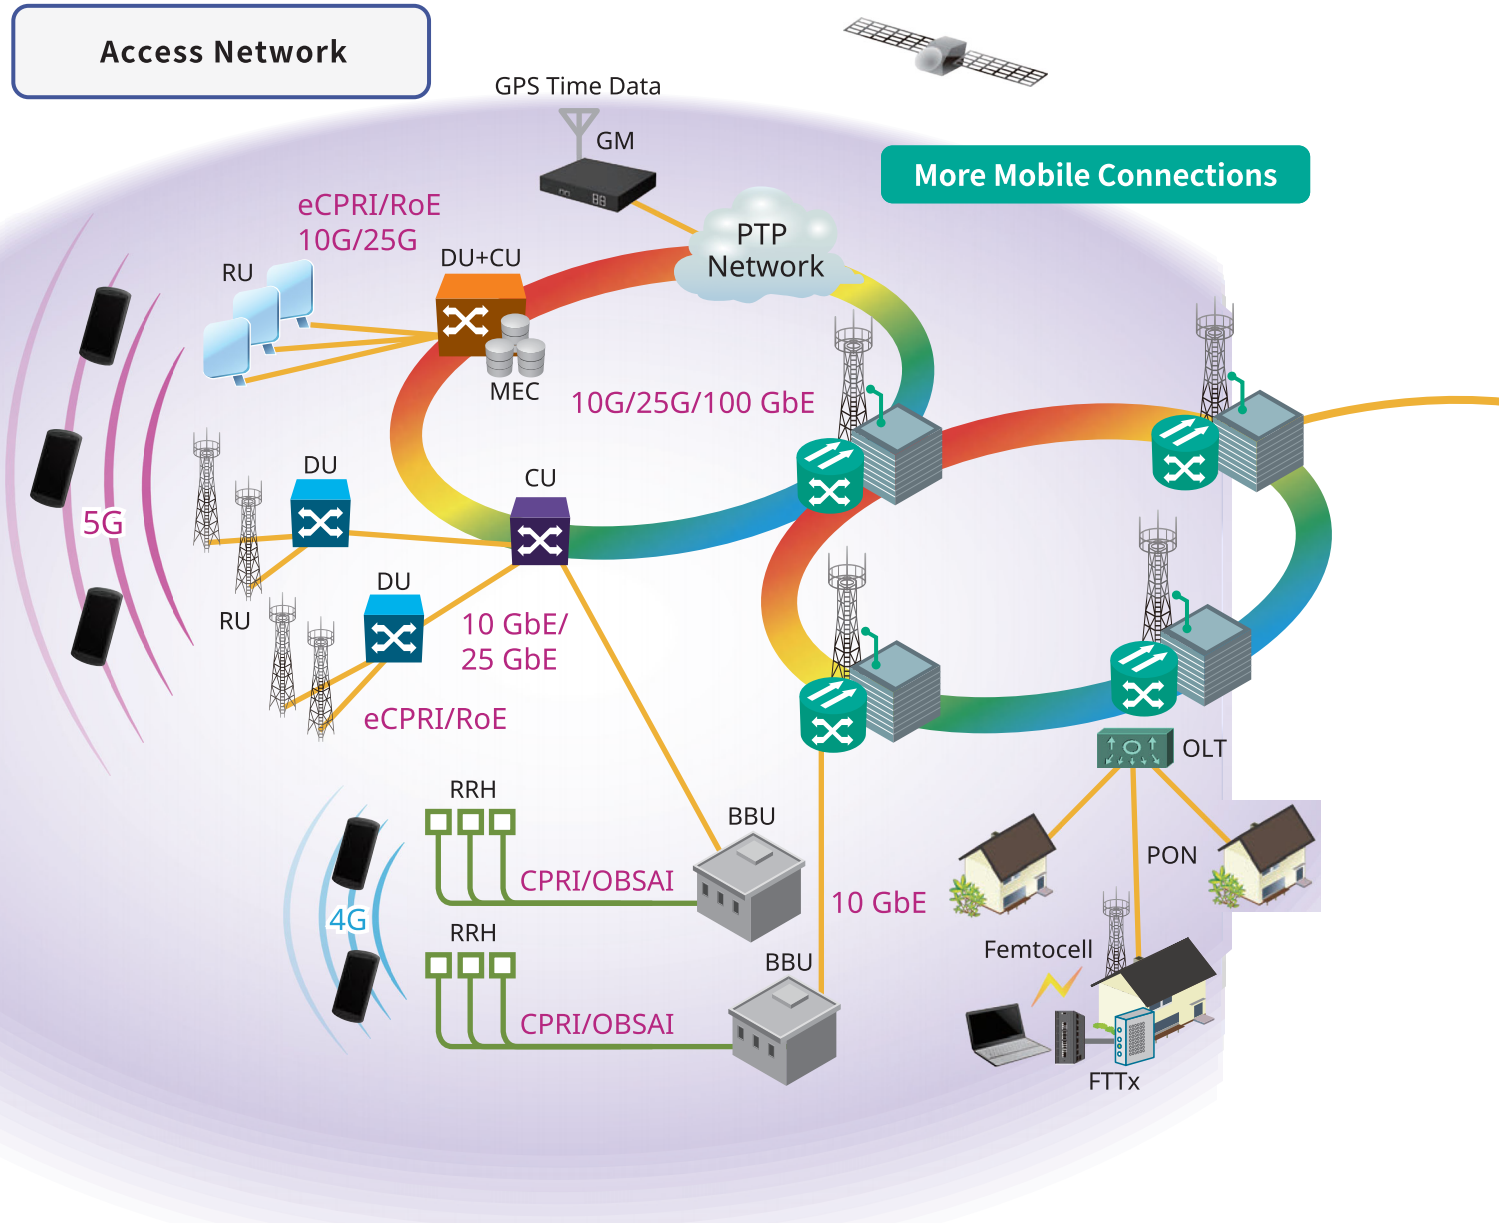 Access Network
GPS Time Data
GM
More Mobile Connections
eCPRI/RoE
10G/25G
PTP
Network
DU+CU
RU
MEC
10G/25G/100 GbE
DU
CU
5G
DU
RU
10 GbE/
25 GbE
eCPRI/RoE
OLT
RRH
BBU
PON
CPRI/OBSAI
10 GbE
4G
RRH
Femtocell
BBU
CPRI/OBSAI
FTTx